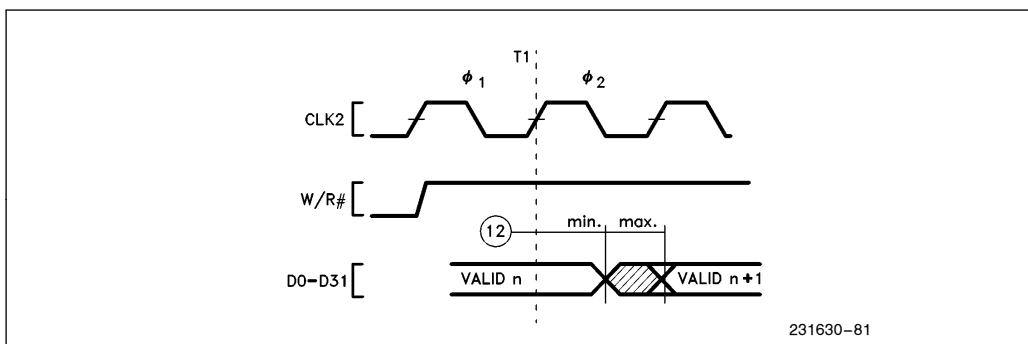 T1
ϕ 1 ϕ 2
CLK2
W/R#
12 min. max.
D0–D31 VALID n VALID n+1
231630–81